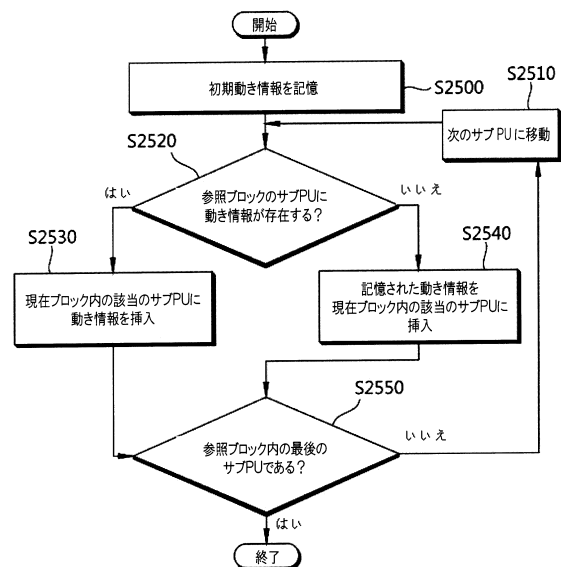 開始
初期動き情報を記憶
S2500
S2510
次のサブPUに移動
S2520
参照ブロックのサブPUに
動き情報が存在する?
はい
いいえ
S2530
現在ブロック内の該当のサブPUに
動き情報を挿入
S2540
記憶された動き情報を
現在ブロック内の該当のサブPUに
挿入
S2550
参照ブロック内の最後の
サブPUである?
いいえ
はい
終了